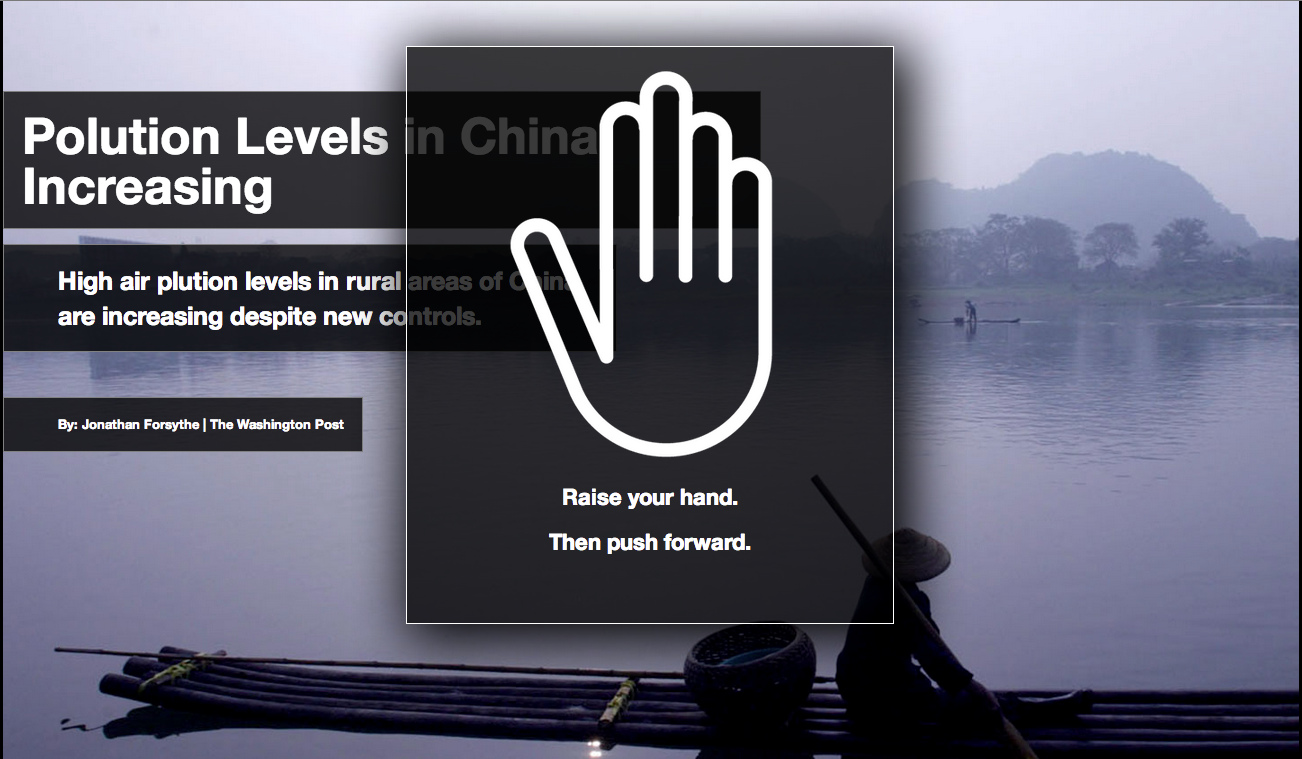 Polution Levels in China
Increasing
High air plution levels in rural areas of China
are increasing despite new controls.
By: Jonathan Forsythe | The Washington Post
Raise your hand.
Then push forward.